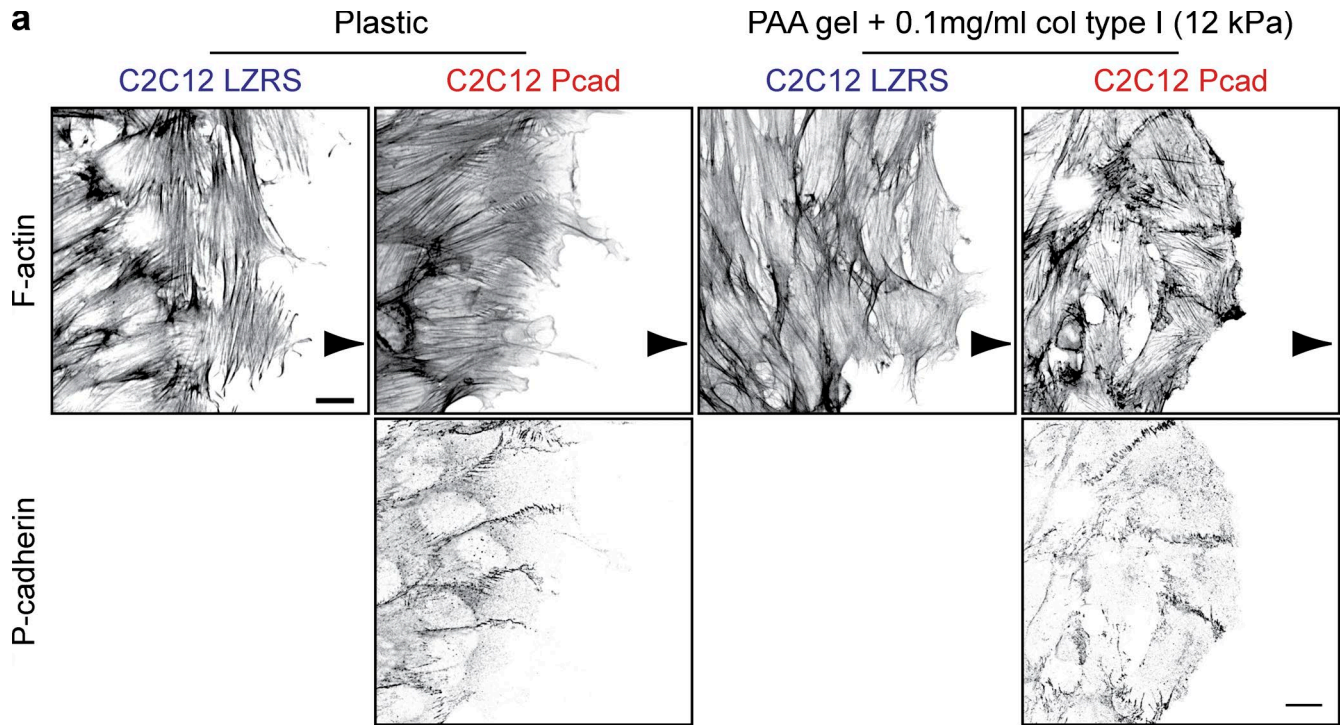 a
Plastic
PAA gel + 0.1mg/ml col type I (12 kPa)
C2C12 LZRS
C2C12 Pcad
C2C12 LZRS
C2C12 Pcad
F-actin
P-cadherin